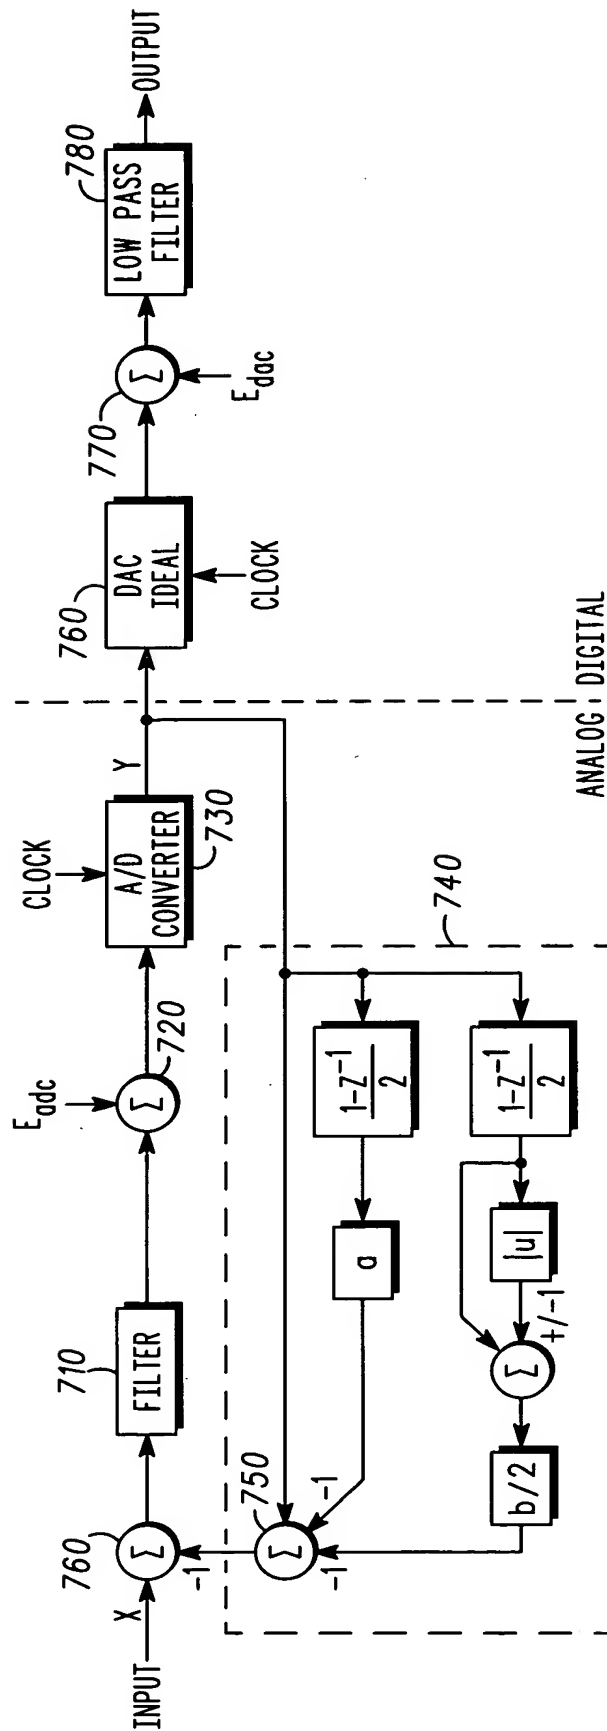 INPUT
X
760
-1
710
FILTER
E_adc
720
CLOCK
A/D
CONVERTER
730
Y
760
DAC
IDEAL
CLOCK
770
Σ
E_dac
780
LOW PASS
FILTER
OUTPUT
Σ
Σ
750
Σ
-1
-1
a
1-Z⁻¹
2
b/2
Σ
+/-1
|u|
1-Z⁻¹
2
740
ANALOG
DIGITAL